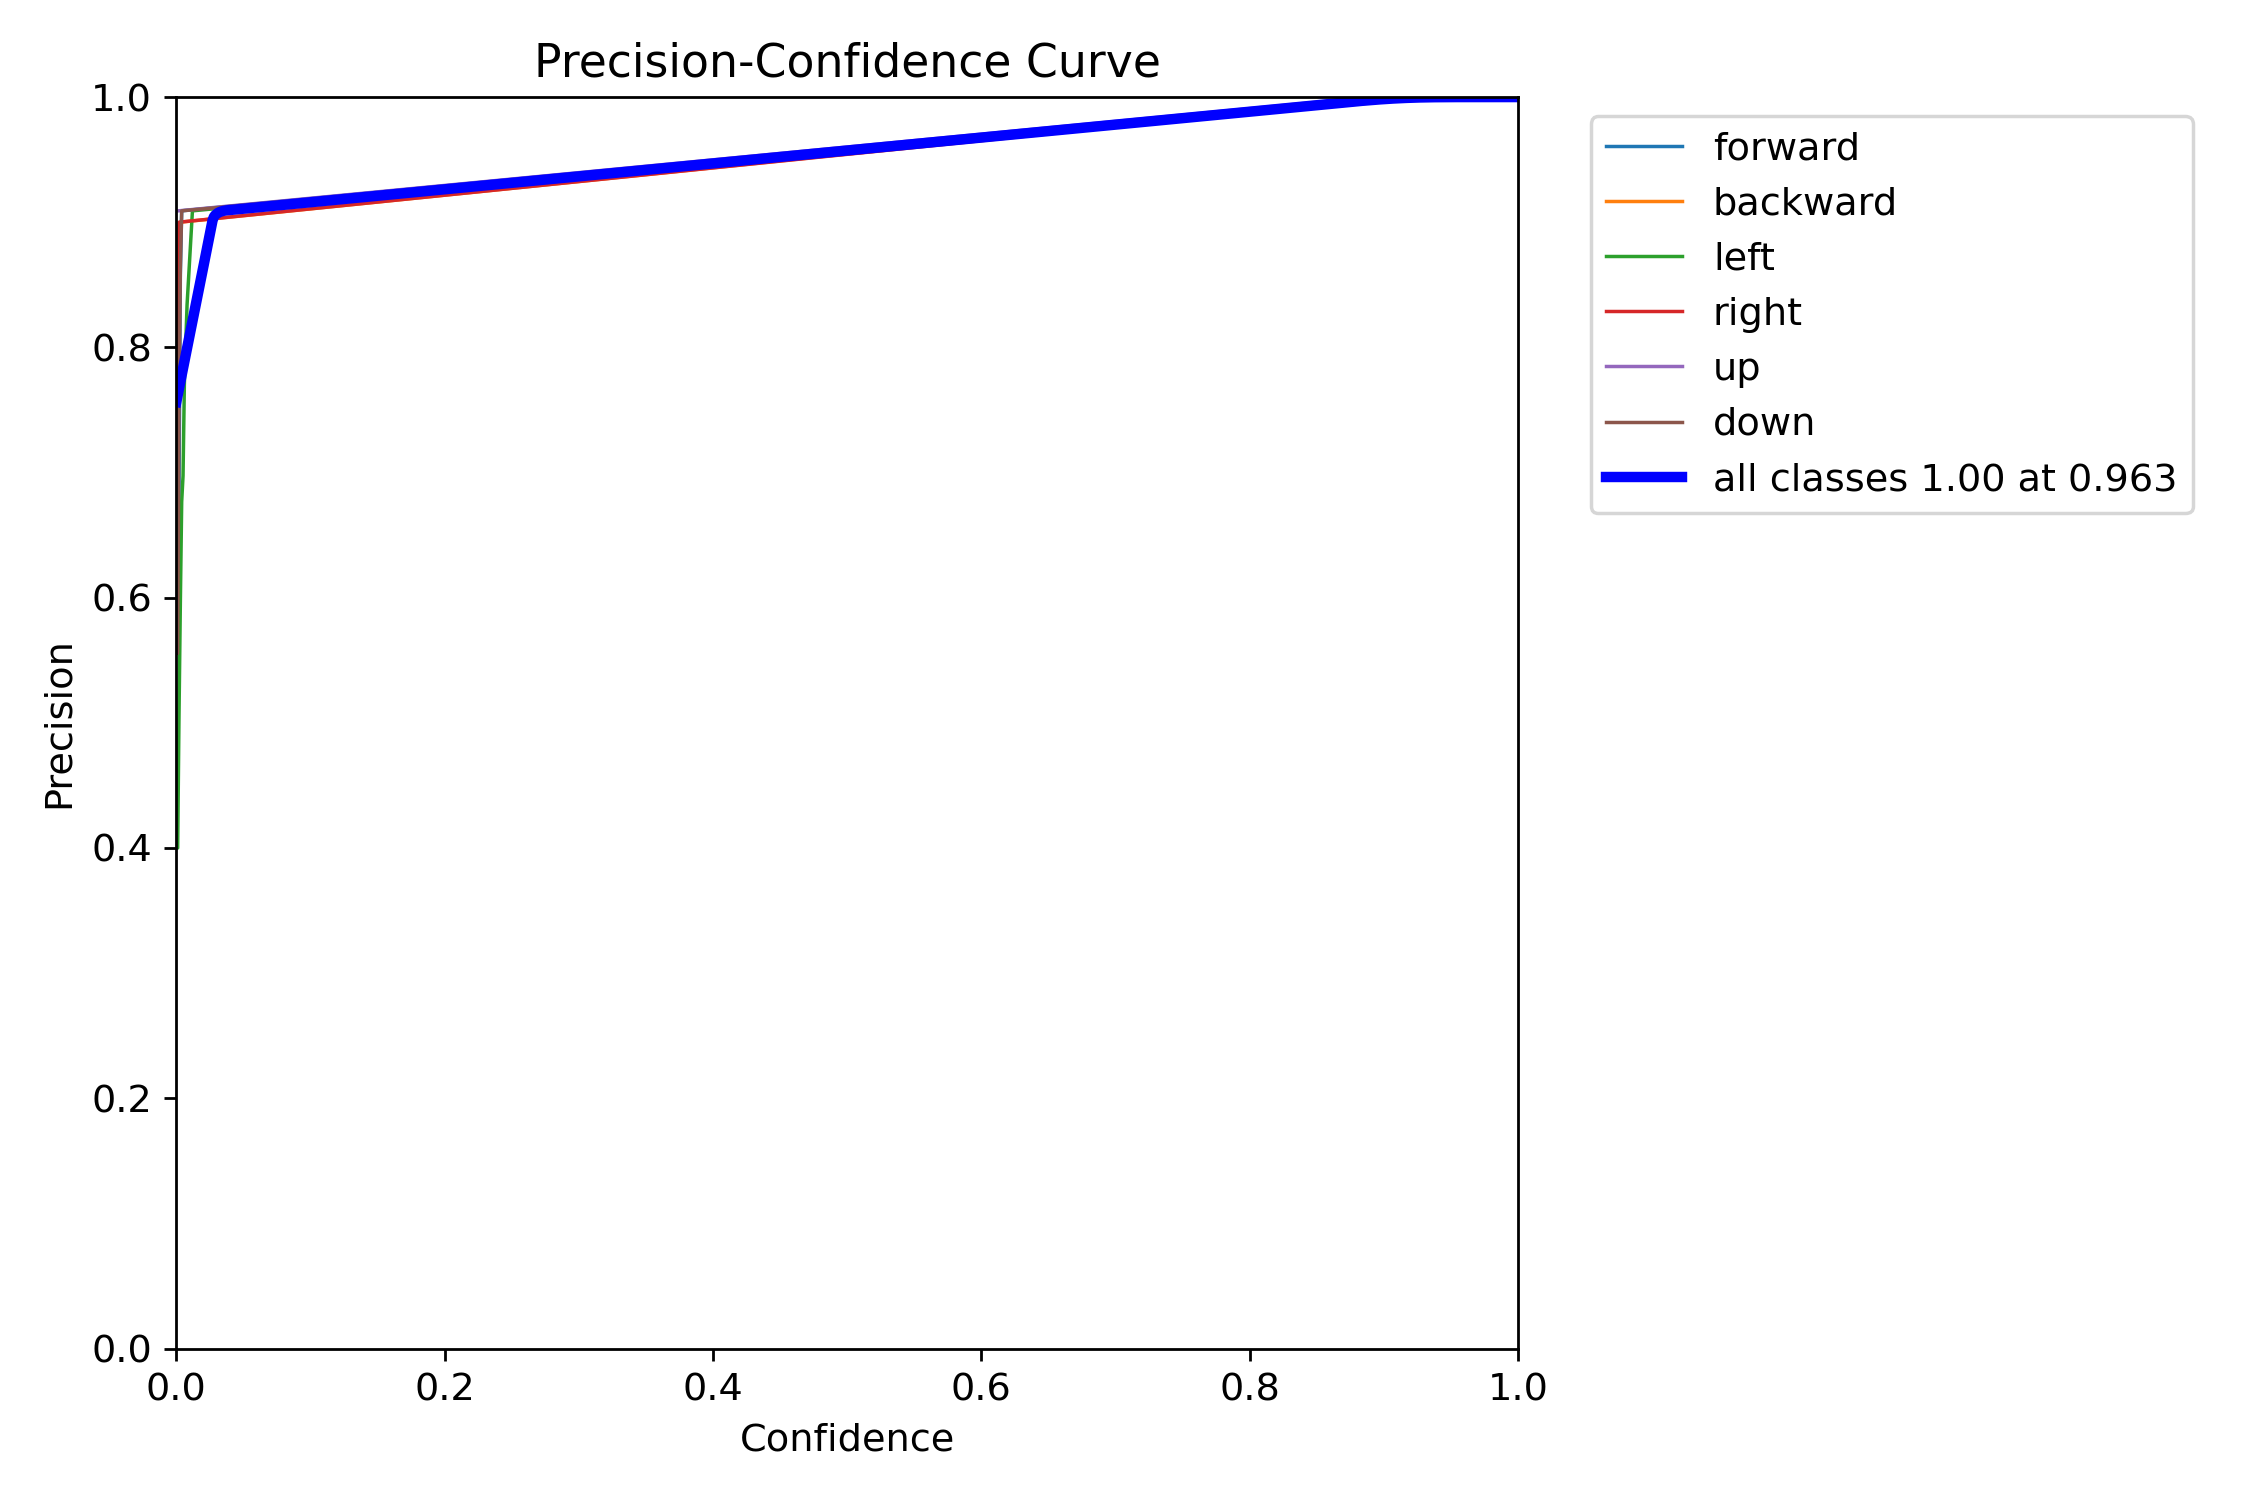 Precision-Confidence Curve
1.0
0.8
0.6
0.4
0.2
0.0
Precision
0.0 0.2 0.4 0.6 0.8 1.0
Confidence
forward
backward
left
right
up
down
all classes 1.00 at 0.963